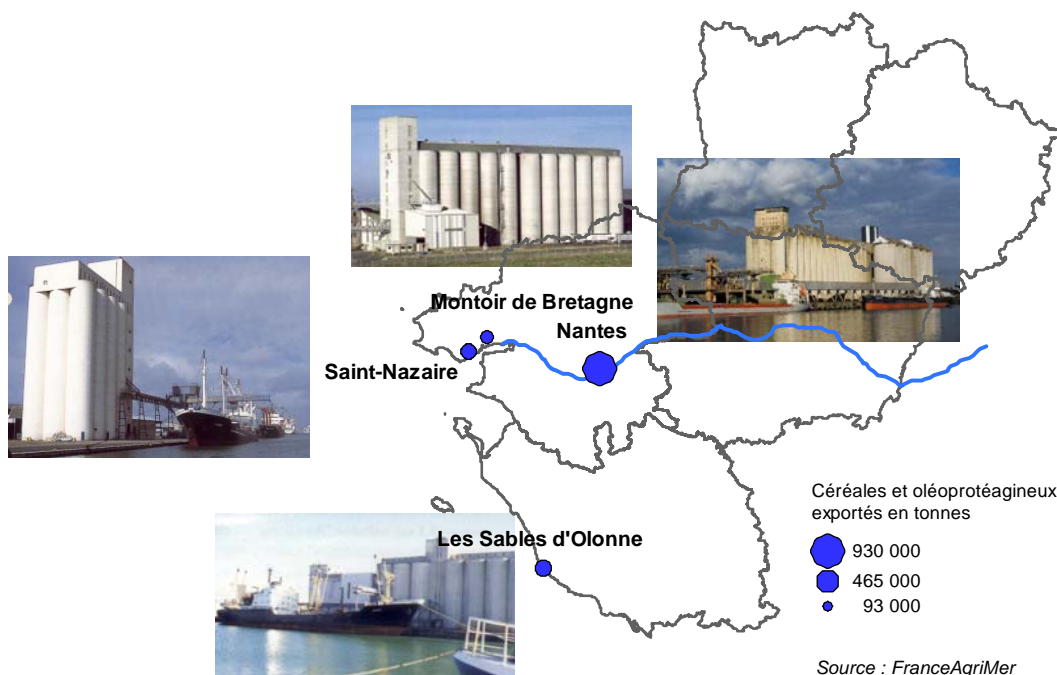 Montoir de Bretagne
Nantes
Saint-Nazaire
Les Sables d'Olonne
Céréales et oléoprotéagineux
exportés en tonnes
930 000
465 000
93 000
Source : FranceAgriMer